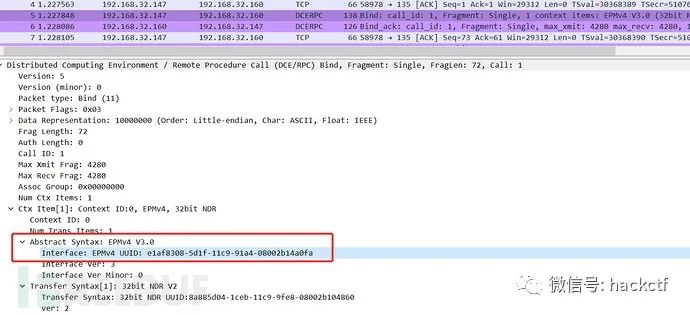 4 1.227563 192.168.32.147 192.168.32.132 TCP 66 58978 → 135 [ACK] Seq=1 Ack=1 Win=29312 Len=0 TSval=30368389 TSecr=51076
5 1.227848 192.168.32.147 192.168.32.132 DCERPC 138 Bind: call_id: 1, Fragment: Single, 1 context items: EPMv4 V3.0 (32bit
6 1.228086 192.168.32.132 192.168.32.147 DCERPC 126 Bind_ack: call_id: 1, Fragment: Single, max_xmit: 4280 max_recv: 4280, 1
7 1.228105 192.168.32.147 192.168.32.132 TCP 66 58978 → 135 [ACK] Seq=73 Ack=61 Win=29312 Len=0 TSval=30368390 TSecr=510
Distributed Computing Environment / Remote Procedure Call (DCE/RPC) Bind, Fragment: Single, FragLen: 72, Call: 1
Version: 5
Version (minor): 0
Packet type: Bind (11)
Packet Flags: 0x03
Data Representation: 10000000 (Order: Little-endian, Char: ASCII, Float: IEEE)
Frag Length: 72
Auth Length: 0
Call ID: 1
Max Xmit Frag: 4280
Max Recv Frag: 4280
Assoc Group: 0x00000000
Num Ctx Items: 1
Ctx Item[1]: Context ID:0, EPMv4, 32bit NDR
Context ID: 0
Num Trans Items: 1
Abstract Syntax: EPMv4 V3.0
Interface: EPMv4 UUID: e1af8308-5d1f-11c9-91a4-08002b14a0fa
Interface Ver: 3
Interface Ver Minor: 0
Transfer Syntax[1]: 32bit NDR V2
Transfer Syntax: 32bit NDR UUID:8a885d04-1ceb-11c9-9fe8-08002b104860
ver: 2
微信号: hackctf